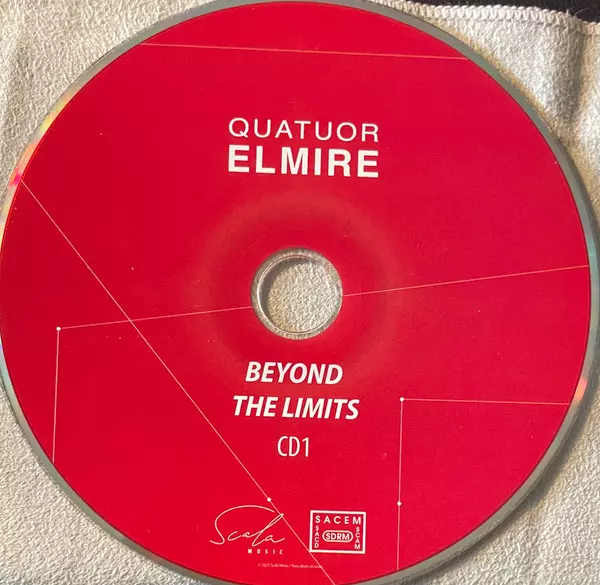 QUATUOR
ELMIRE
BEYOND
THE LIMITS
CD1
Scala
MUSIC
SACEM
SACD
SDRM
SCAM